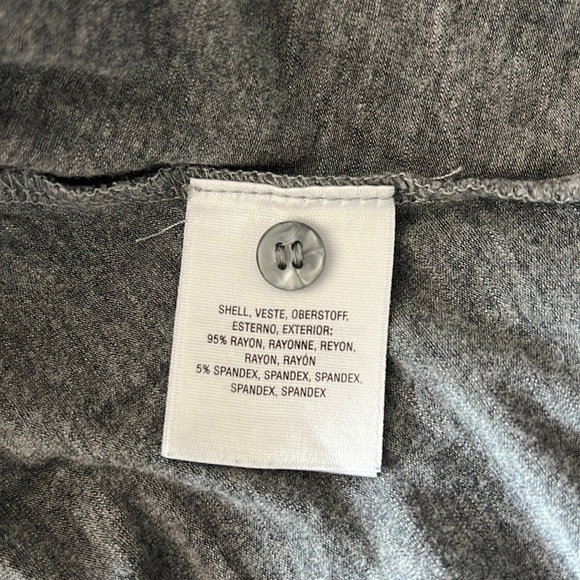 SHELL, VESTE, OBERSTOFF,
ESTERNO, EXTERIOR:
95% RAYON, RAYONNE, REYON,
RAYON, RAYÓN
5% SPANDEX, SPANDEX, SPANDEX,
SPANDEX, SPANDEX